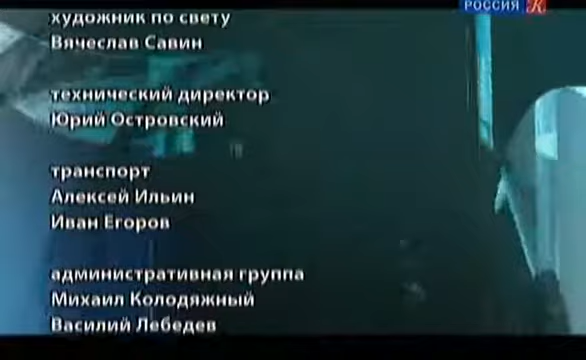 РОССИЯ К
художник по свету
Вячеслав Савин
технический директор
Юрий Островский
транспорт
Алексей Ильин
Иван Егоров
административная группа
Михаил Колодяжный
Василий Лебедев